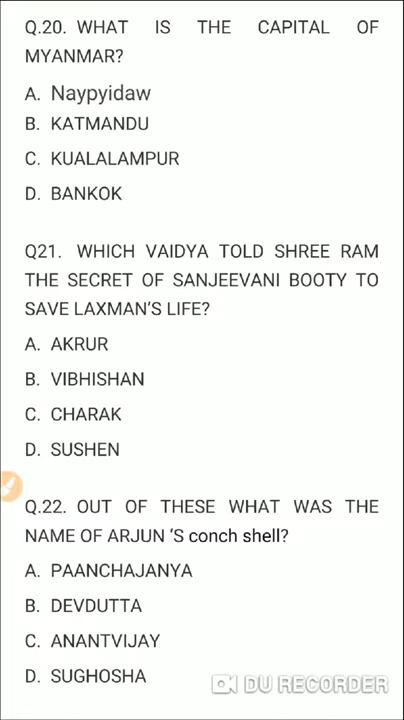 Q.20. WHAT IS THE CAPITAL OF
MYANMAR?
A. Naypyidaw
B. KATMANDU
C. KUALALAMPUR
D. BANKOK
Q21. WHICH VAIDYA TOLD SHREE RAM
THE SECRET OF SANJEEVANI BOOTY TO
SAVE LAXMAN'S LIFE?
A. AKRUR
B. VIBHISHAN
C. CHARAK
D. SUSHEN
Q.22. OUT OF THESE WHAT WAS THE
NAME OF ARJUN 'S conch shell?
A. PAANCHAJANYA
B. DEVDUTTA
C. ANANTVIJAY
D. SUGHOSHA
DU RECORDER